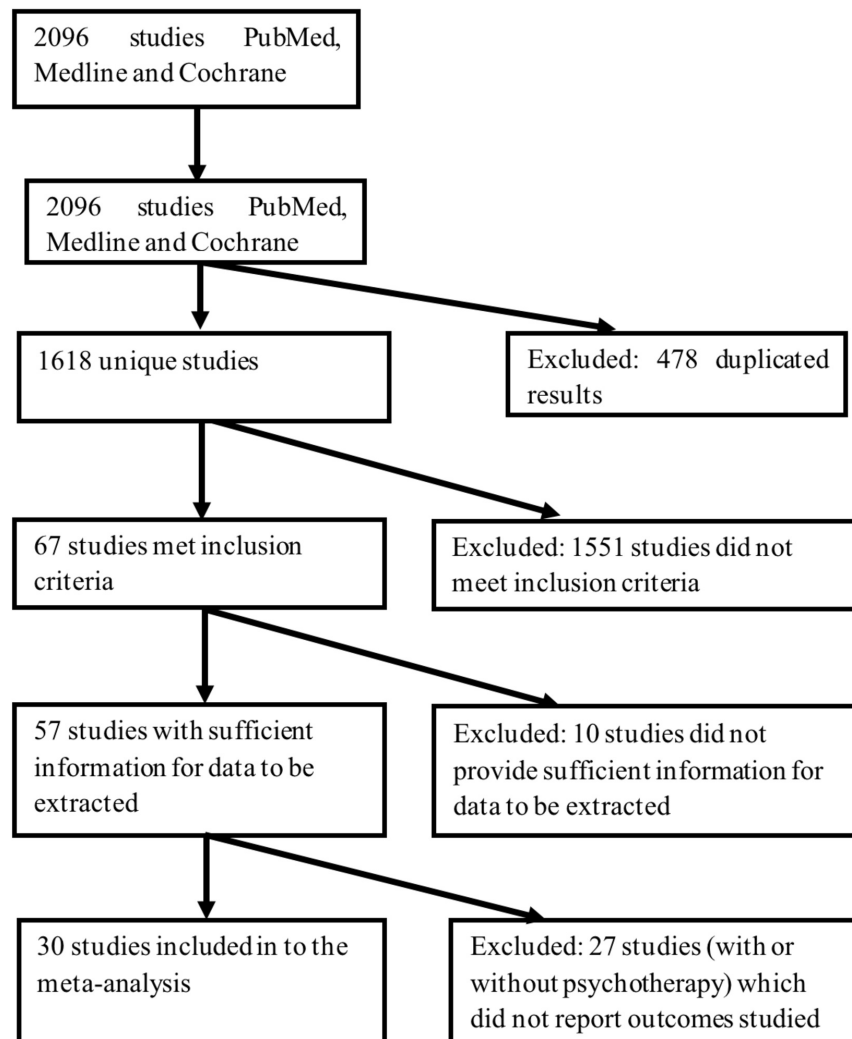 2096 studies PubMed,
Medline and Cochrane
2096 studies PubMed,
Medline and Cochrane
1618 unique studies
Excluded: 478 duplicated
results
67 studies met inclusion
criteria
Excluded: 1551 studies did not
meet inclusion criteria
57 studies with sufficient
information for data to be
extracted
Excluded: 10 studies did not
provide sufficient information for
data to be extracted
30 studies included in to the
meta-analysis
Excluded: 27 studies (with or
without psychotherapy) which
did not report outcomes studied